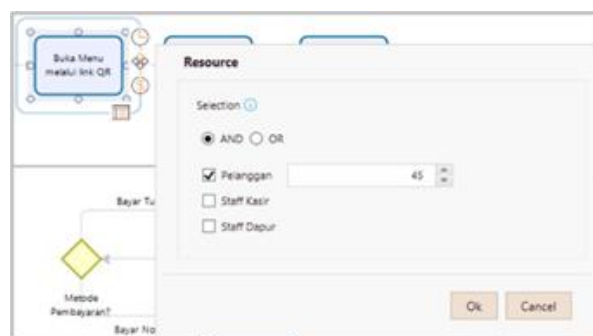 Buka Menu
melalui link QR
Resource
Selection
AND
OR
Pelanggan
45
Staff Kasir
Staff Dapur
Bayar Tu
Metode
Pembayaran?
Bayar No
Ok
Cancel